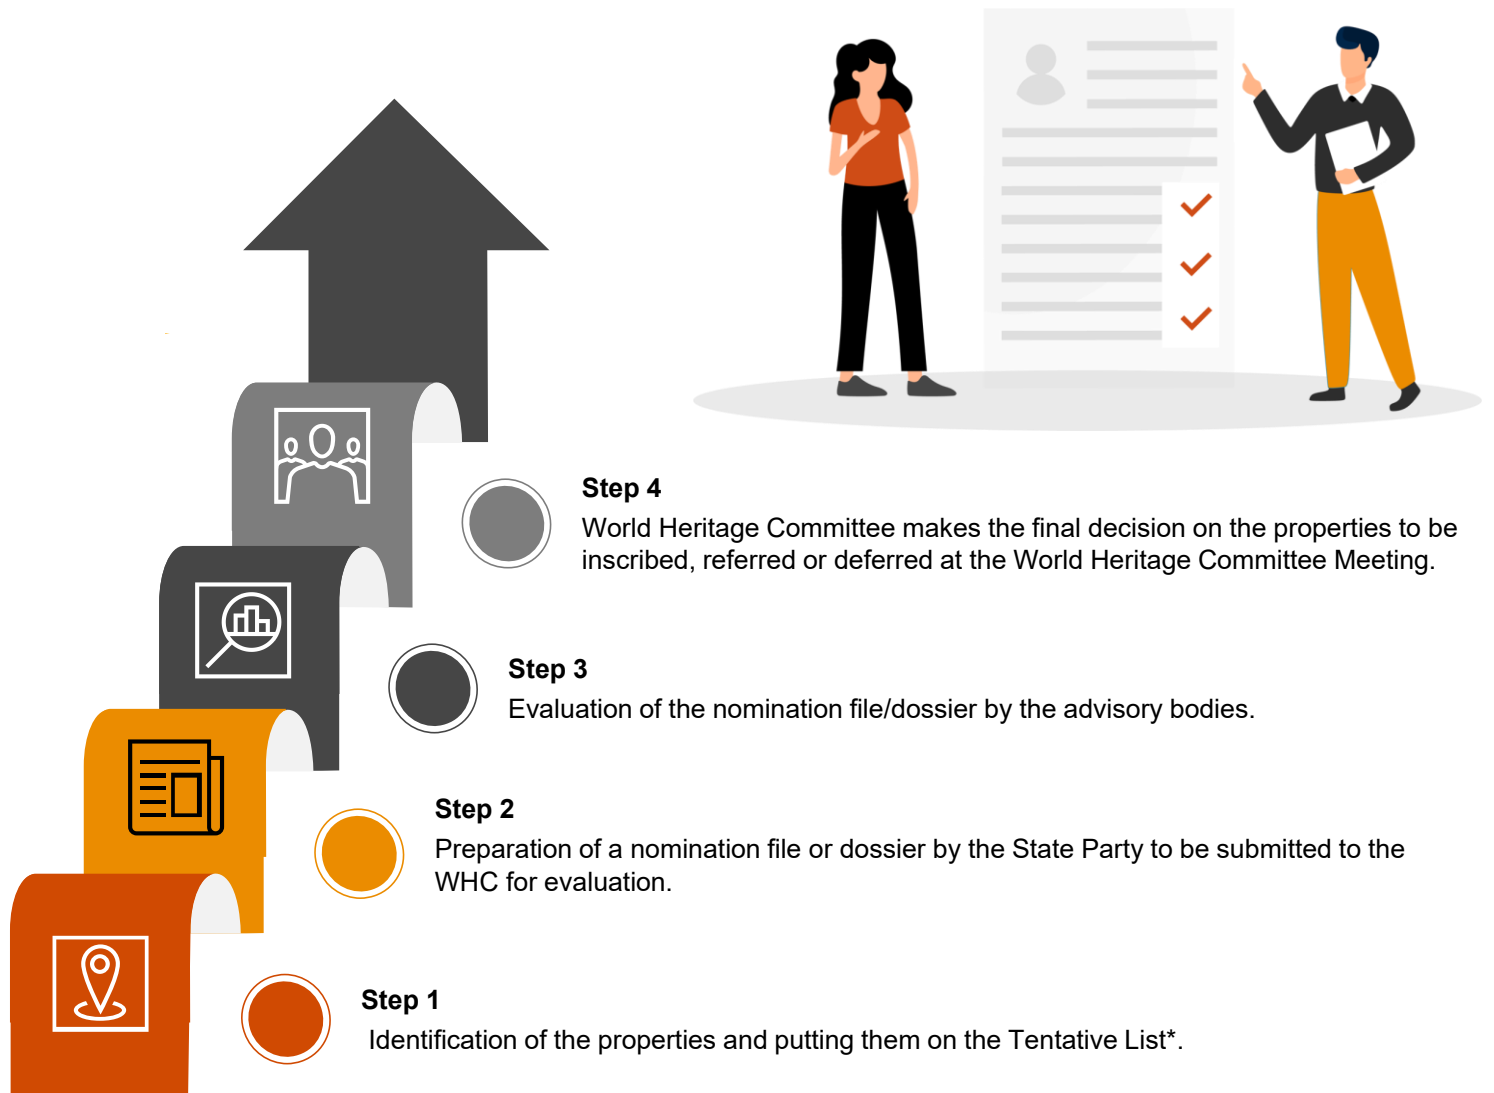 Step 4
World Heritage Committee makes the final decision on the properties to be
inscribed, referred or deferred at the World Heritage Committee Meeting.
Step 3
Evaluation of the nomination file/dossier by the advisory bodies.
Step 2
Preparation of a nomination file or dossier by the State Party to be submitted to the
WHC for evaluation.
Step 1
Identification of the properties and putting them on the Tentative List*.